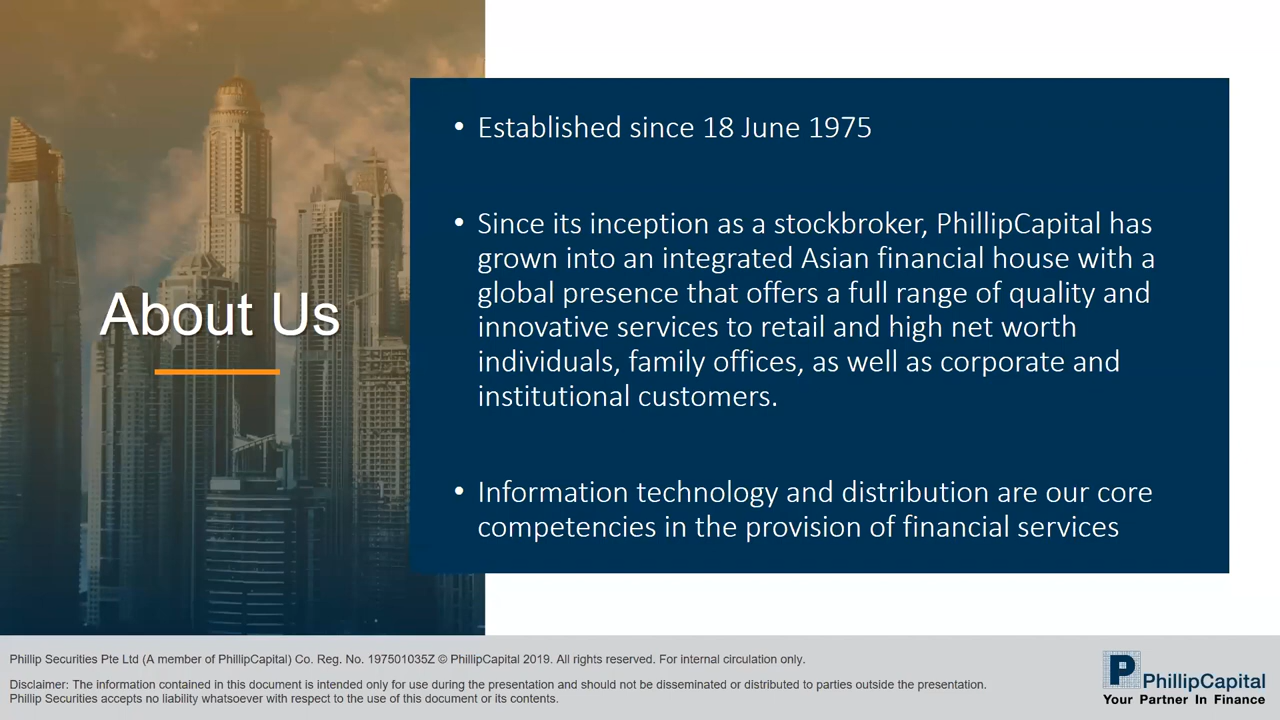 About Us
• Established since 18 June 1975
• Since its inception as a stockbroker, PhillipCapital has
grown into an integrated Asian financial house with a
global presence that offers a full range of quality and
innovative services to retail and high net worth
individuals, family offices, as well as corporate and
institutional customers.
• Information technology and distribution are our core
competencies in the provision of financial services
Phillip Securities Pte Ltd (A member of PhillipCapital) Co. Reg. No. 197501035Z © PhillipCapital 2019. All rights reserved. For internal circulation only.
Disclaimer: The information contained in this document is intended only for use during the presentation and should not be disseminated or distributed to parties outside the presentation.
Phillip Securities accepts no liability whatsoever with respect to the use of this document or its contents.
P PhillipCapital
Your Partner In Finance